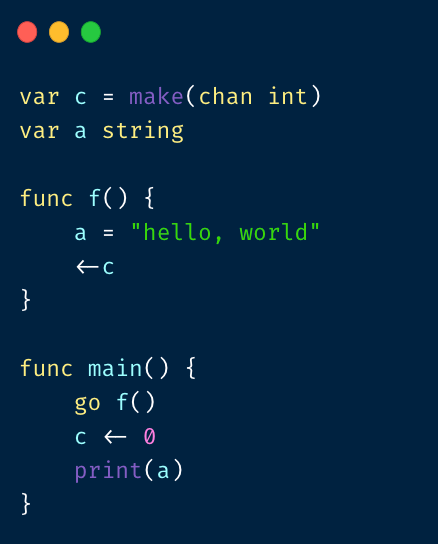 var c = make(chan int)
var a string

func f() {
    a = "hello, world"
    <-c
}

func main() {
    go f()
    c <- 0
    print(a)
}